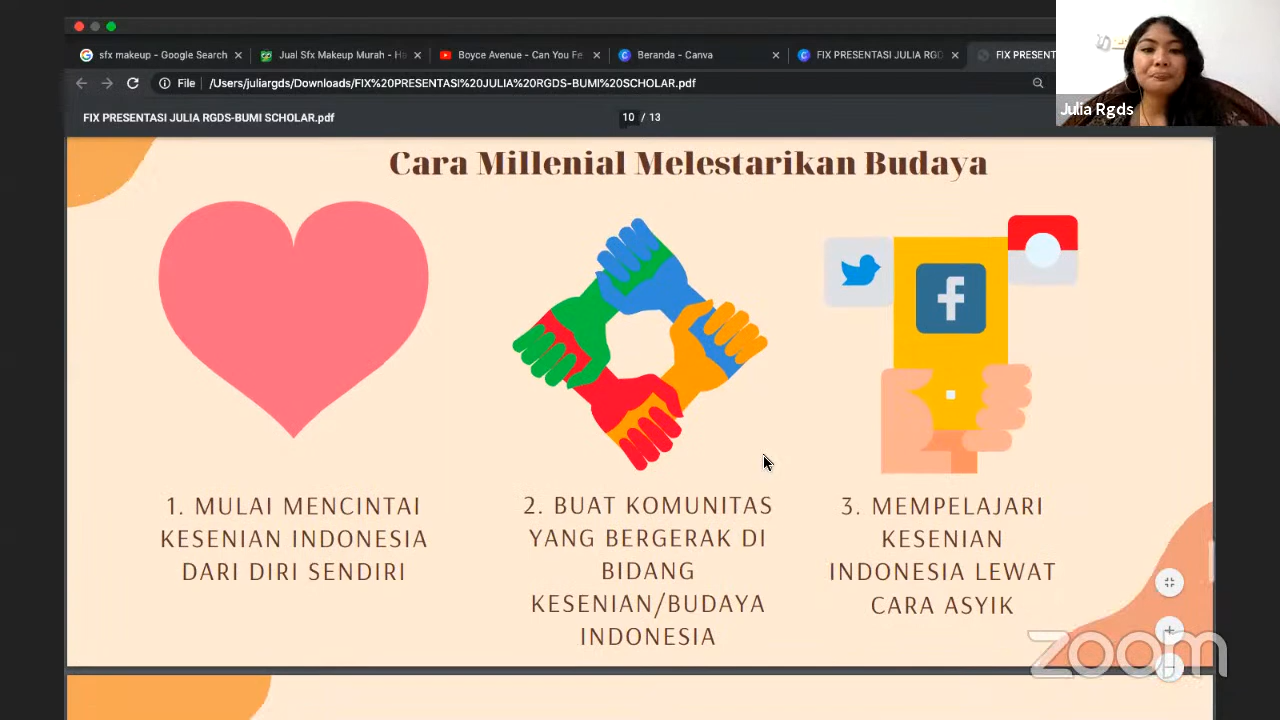 sfx makeup - Google Search
Jual Sfx Makeup Murah -
Boyce Avenue - Can You Fe
Beranda - Canva
FIX PRESENTASI JULIA RGD
FIX PRESENT
File
/Users/juliargds/Downloads/FIX%20PRESENTASI%20JULIA%20RGDS-BUMI%20SCHOLAR.pdf
FIX PRESENTASI JULIA RGDS-BUMI SCHOLAR.pdf
10 / 13
Julia Rgds
Cara Millenial Melestarikan Budaya
1. MULAI MENCINTAI
KESENIAN INDONESIA
DARI DIRI SENDIRI
2. BUAT KOMUNITAS
YANG BERGERAK DI
BIDANG
KESENIAN/BUDAYA
INDONESIA
3. MEMPELAJARI
KESENIAN
INDONESIA LEWAT
CARA ASYIK
zoom